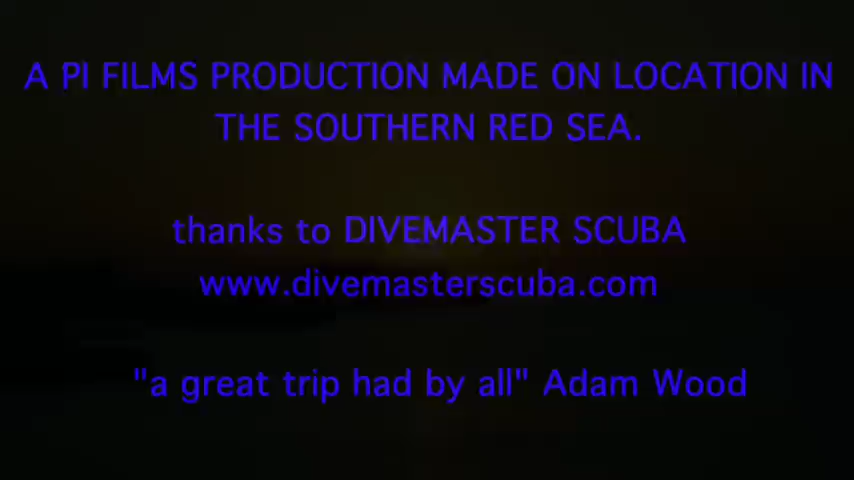 A PI FILMS PRODUCTION MADE ON LOCATION IN
THE SOUTHERN RED SEA.
thanks to DIVEMASTER SCUBA
www.divemasterscuba.com
"a great trip had by all" Adam Wood